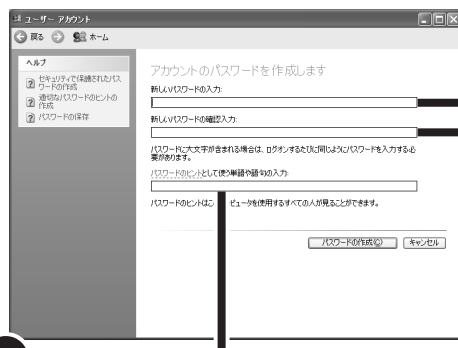 ユーザー アカウント
戻る
ホーム
ヘルプ
セキュリティで保護されたパス
ワードの作成
適切なパスワードのヒントの
作成
パスワードの保存
アカウントのパスワードを作成します
新しいパスワードの入力:
新しいパスワードの確認入力:
パスワードに大文字が含まれる場合は、ログオンするたびに同じようにパスワードを入力する必
要があります。
パスワードのヒントとして使う単語や語句の入力:
パスワードのヒントはこ ピュータを使用するすべての人が見ることができます。
パスワードの作成(C)
キャンセル